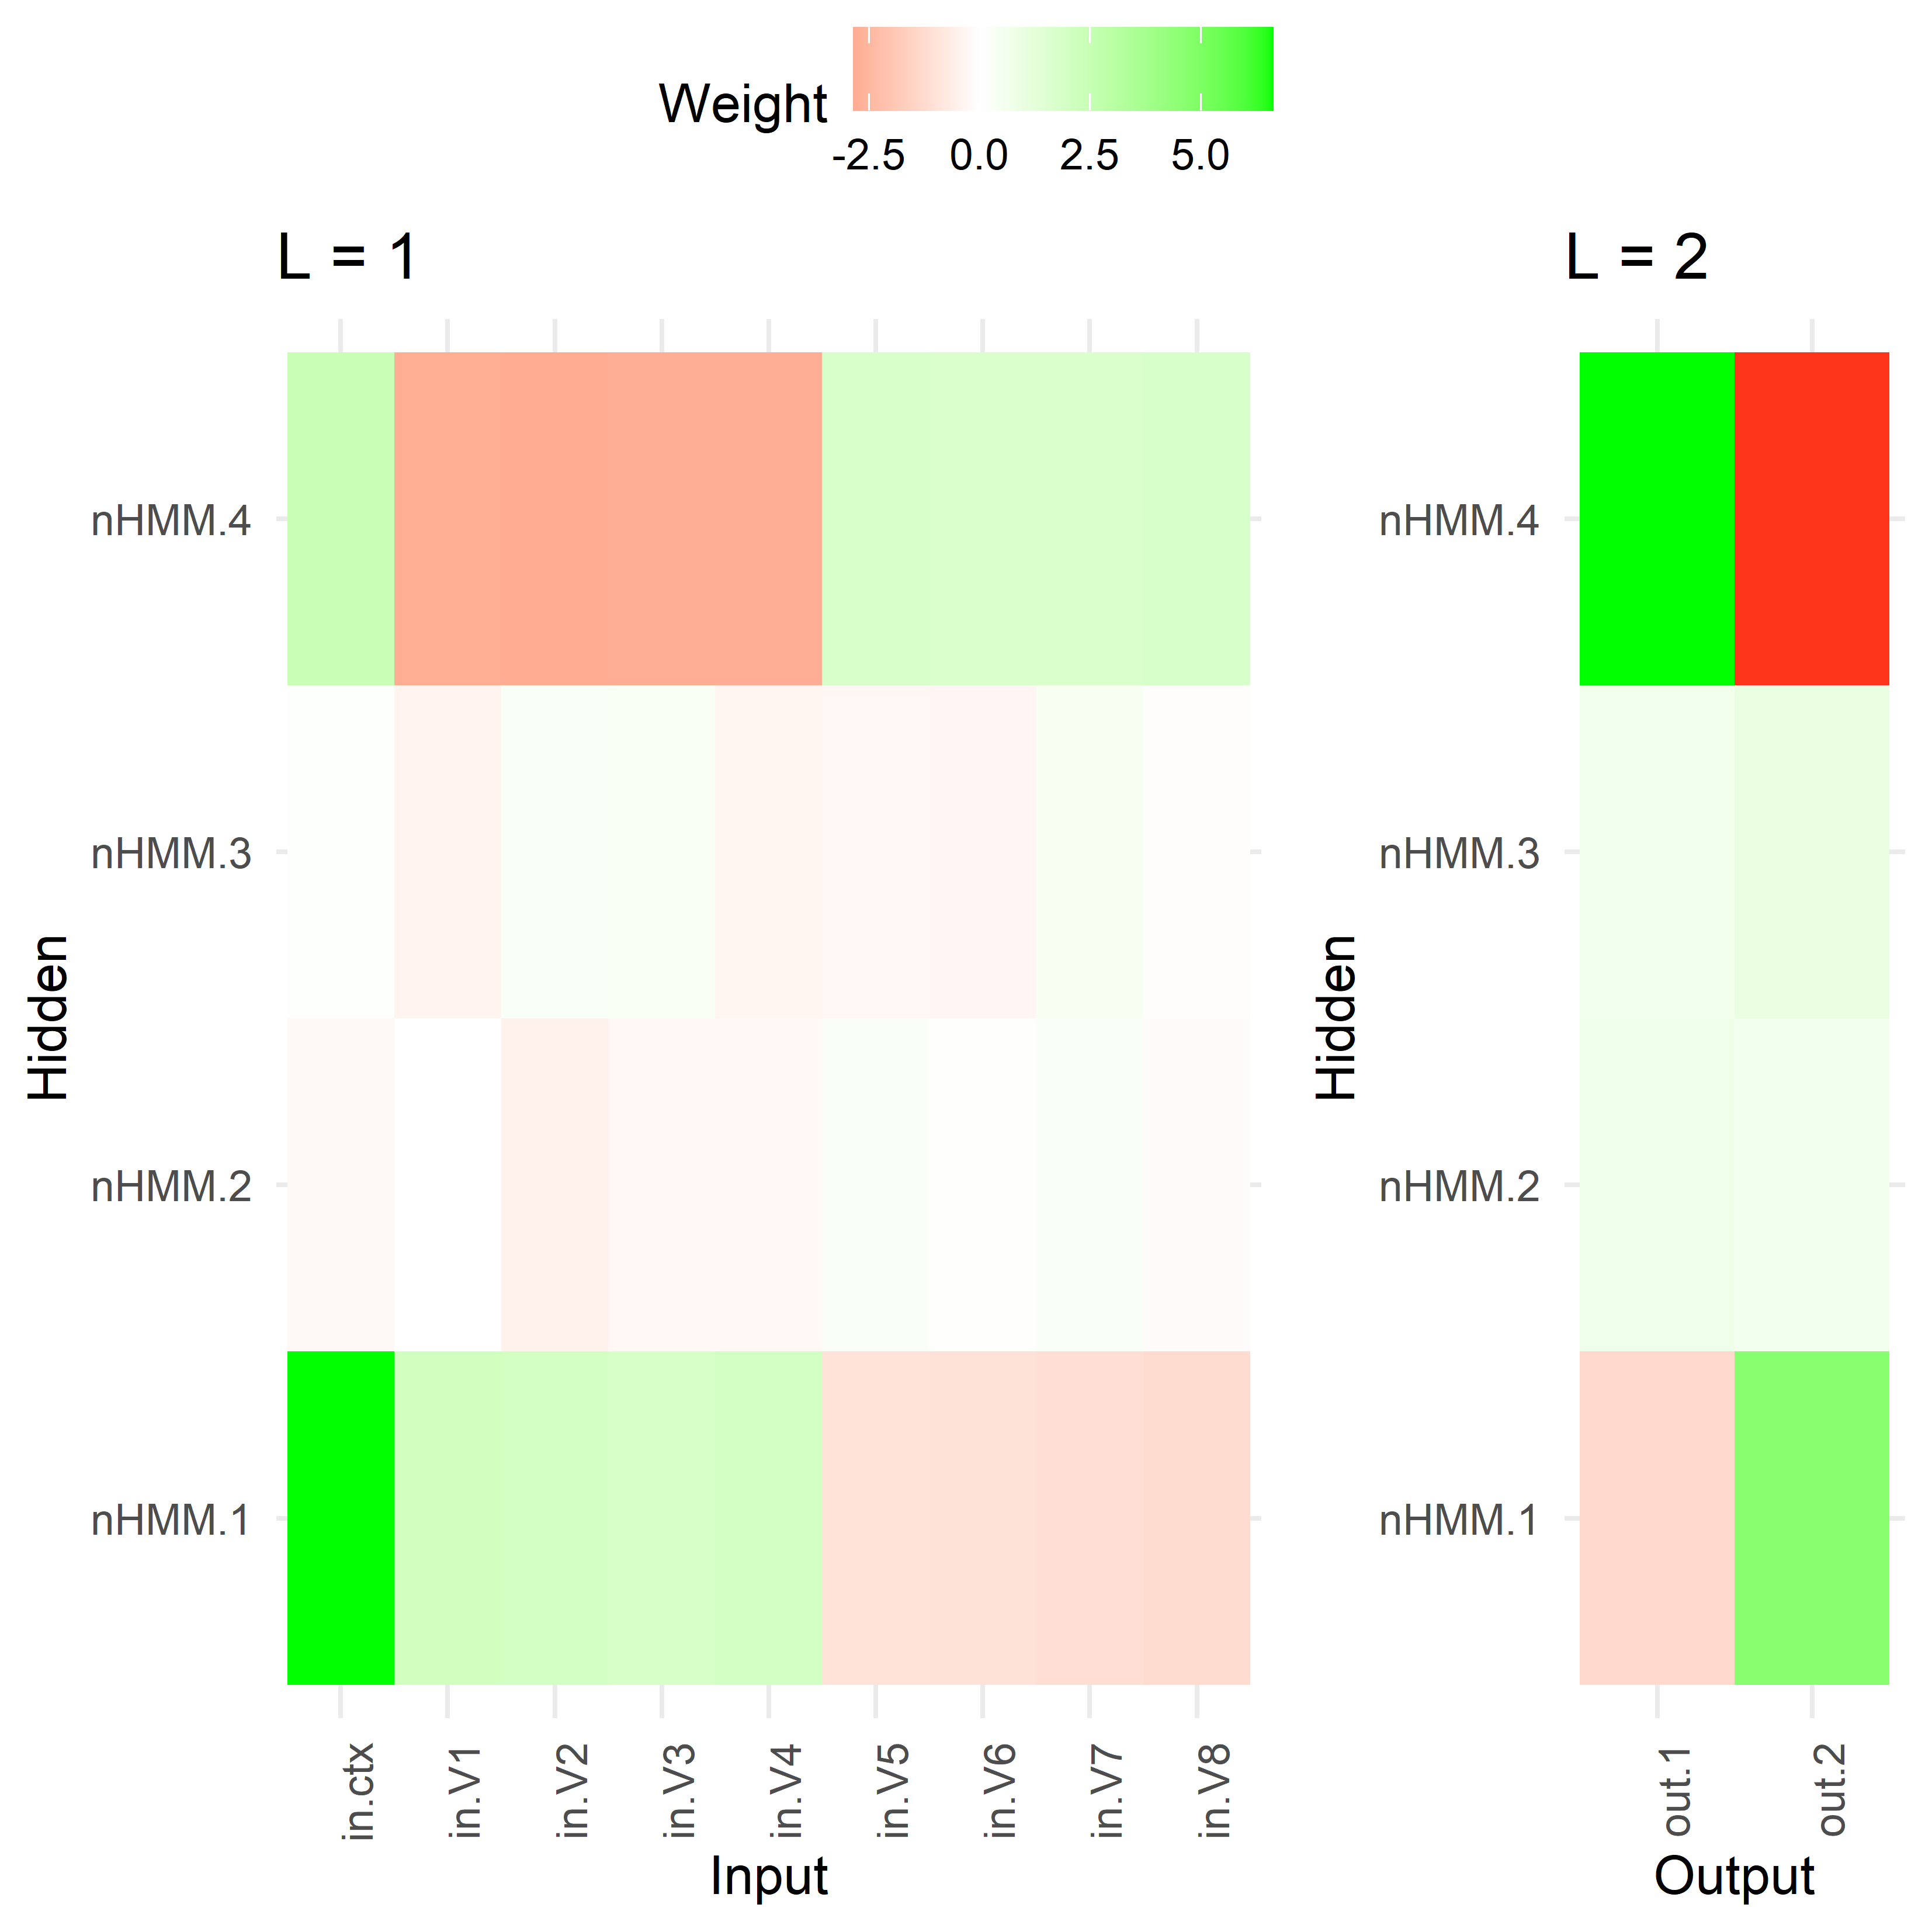 Weight
-2.5 0.0 2.5 5.0
L = 1
nHMM.4
nHMM.3
nHMM.2
nHMM.1
Hidden
in.ctx in.V1 in.V2 in.V3 in.V4 in.V5 in.V6 in.V7 in.V8
Input
L = 2
nHMM.4
nHMM.3
nHMM.2
nHMM.1
Hidden
out.1 out.2
Output